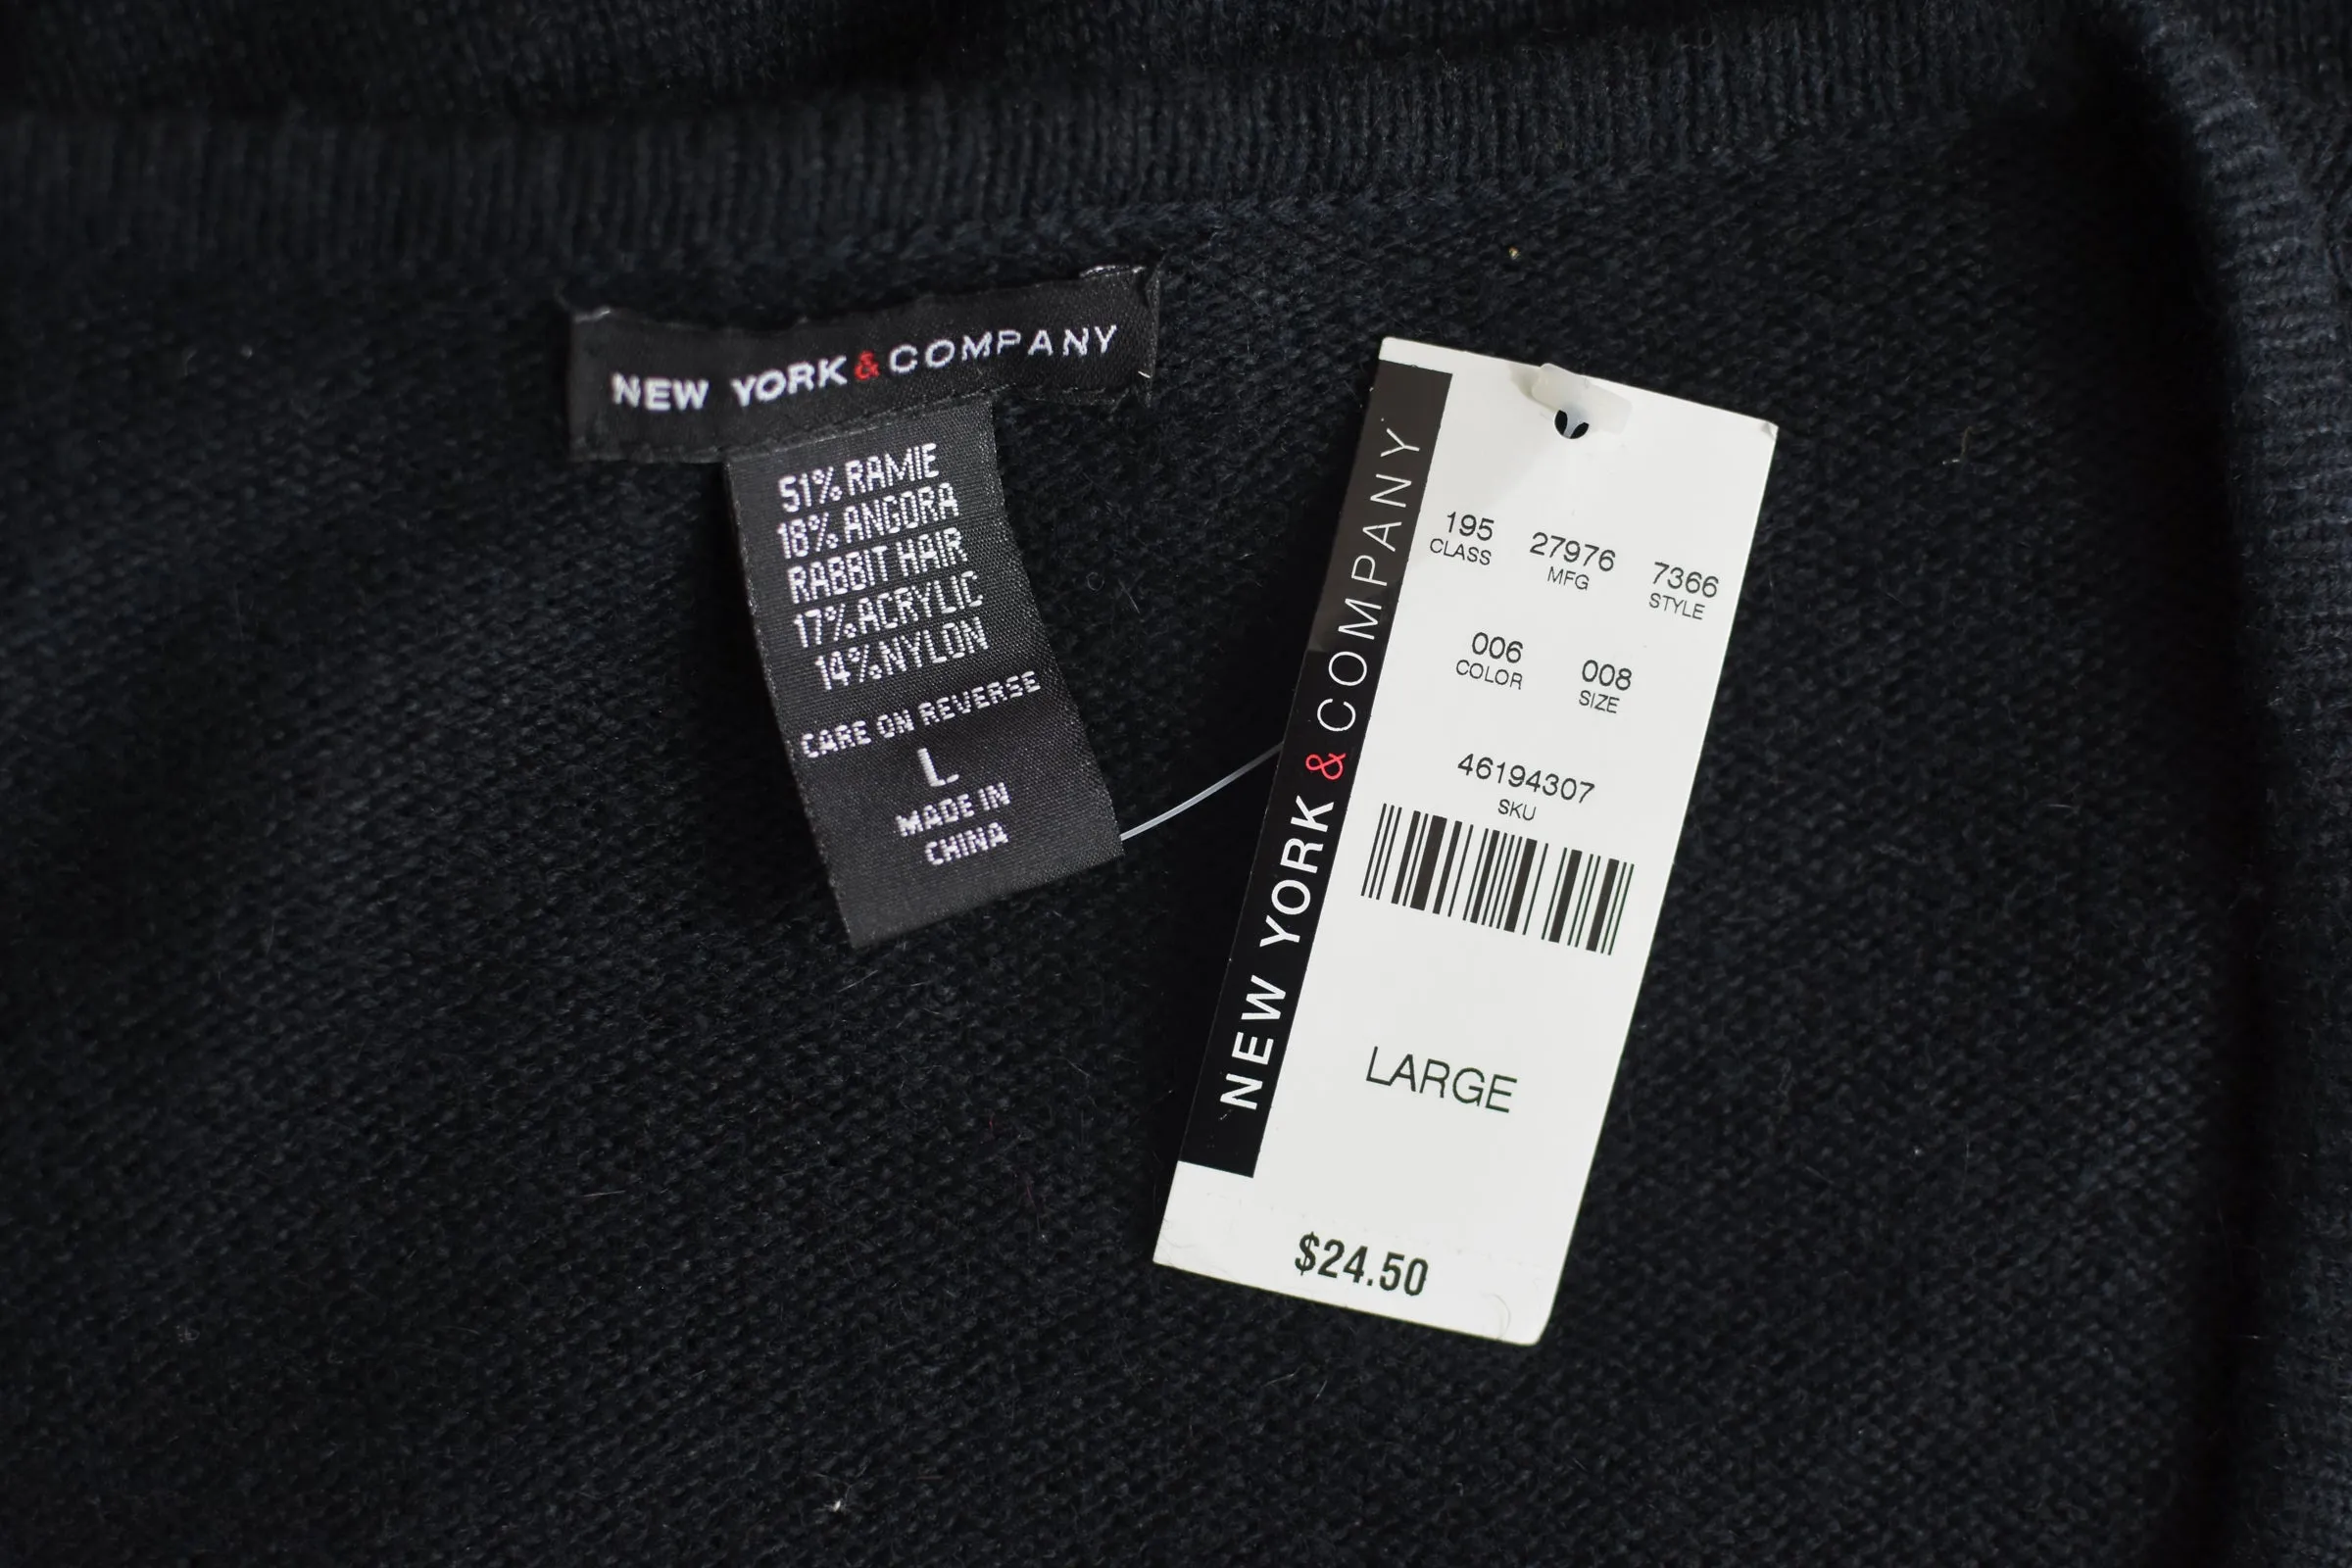 NEW YORK & COMPANY
51% RAMIE
18% ANGORA
RABBIT HAIR
17% ACRYLIC
14% NYLON
CARE ON REVERSE
L
MADE IN
CHINA
NEW YORK & COMPANY
195 27976 7366
CLASS MFG STYLE
006 008
COLOR SIZE
46194307
SKU
LARGE
$24.50